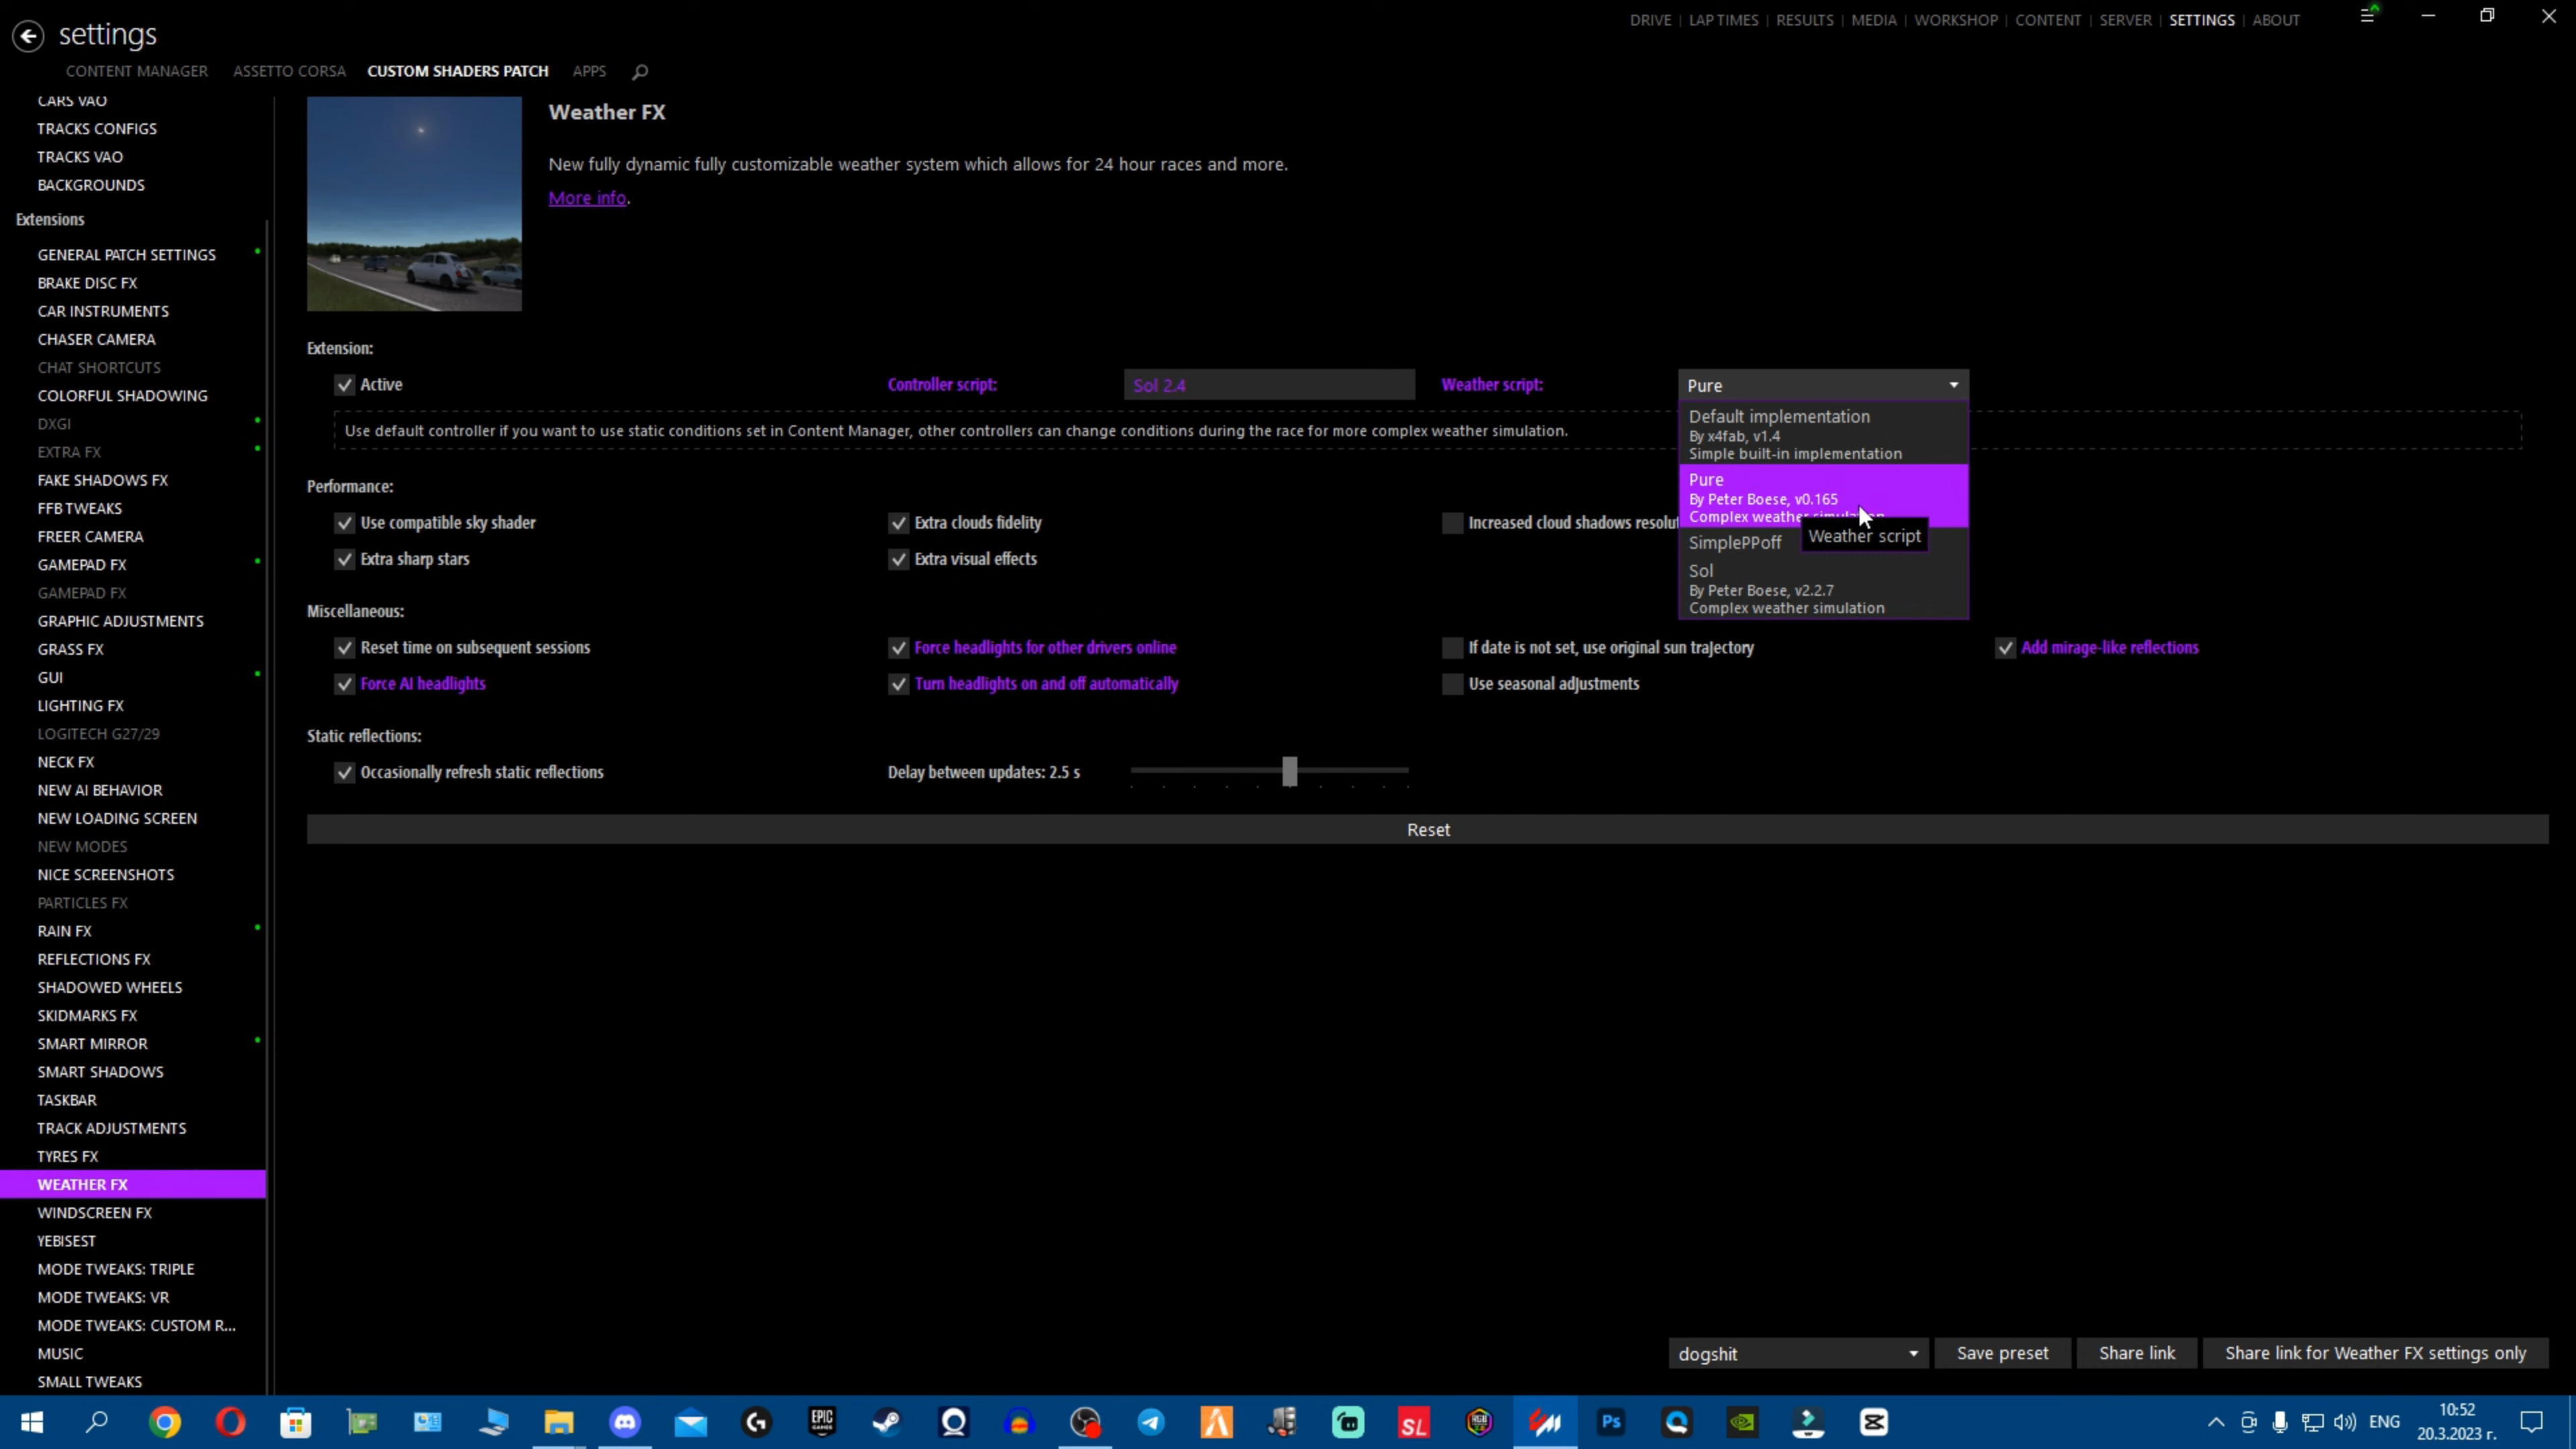 settings
DRIVE | LAP TIMES | RESULTS | MEDIA | WORKSHOP | CONTENT | SERVER | SETTINGS | ABOUT
CONTENT MANAGER ASSETTO CORSA CUSTOM SHADERS PATCH APPS
CARS VAO
TRACKS CONFIGS
TRACKS VAO
BACKGROUNDS
Extensions
GENERAL PATCH SETTINGS
BRAKE DISC FX
CAR INSTRUMENTS
CHASER CAMERA
CHAT SHORTCUTS
COLORFUL SHADOWING
DXGI
EXTRA FX
FAKE SHADOWS FX
FFB TWEAKS
FREER CAMERA
GAMEPAD FX
GAMEPAD FX
GRAPHIC ADJUSTMENTS
GRASS FX
GUI
LIGHTING FX
LOGITECH G27/29
NECK FX
NEW AI BEHAVIOR
NEW LOADING SCREEN
NEW MODES
NICE SCREENSHOTS
PARTICLES FX
RAIN FX
REFLECTIONS FX
SHADOWED WHEELS
SKIDMARKS FX
SMART MIRROR
SMART SHADOWS
TASKBAR
TRACK ADJUSTMENTS
TYRES FX
WEATHER FX
WINDSCREEN FX
YEBISEST
MODE TWEAKS: TRIPLE
MODE TWEAKS: VR
MODE TWEAKS: CUSTOM R...
MUSIC
SMALL TWEAKS
Weather FX
New fully dynamic fully customizable weather system which allows for 24 hour races and more.
More info.
Extension:
Active Controller script: Sol 2.4 Weather script: Pure
Use default controller if you want to use static conditions set in Content Manager, other controllers can change conditions during the race for more complex weather simulation.
Default implementation
By x4fab, v1.4
Simple built-in implementation
Pure
By Peter Boese, v0.165
Complex weather simulation
Weather script
SimplePPoff
Sol
By Peter Boese, v2.2.7
Complex weather simulation
Performance:
Use compatible sky shader Extra clouds fidelity Increased cloud shadows resolut
Extra sharp stars Extra visual effects
Miscellaneous:
Reset time on subsequent sessions Force headlights for other drivers online If date is not set, use original sun trajectory Add mirage-like reflections
Force AI headlights Turn headlights on and off automatically Use seasonal adjustments
Static reflections:
Occasionally refresh static reflections Delay between updates: 2.5 s
Reset
dogshit Save preset Share link Share link for Weather FX settings only
EPIC GAMES
SL
Ps
ENG
10:52
20.3.2023 г.